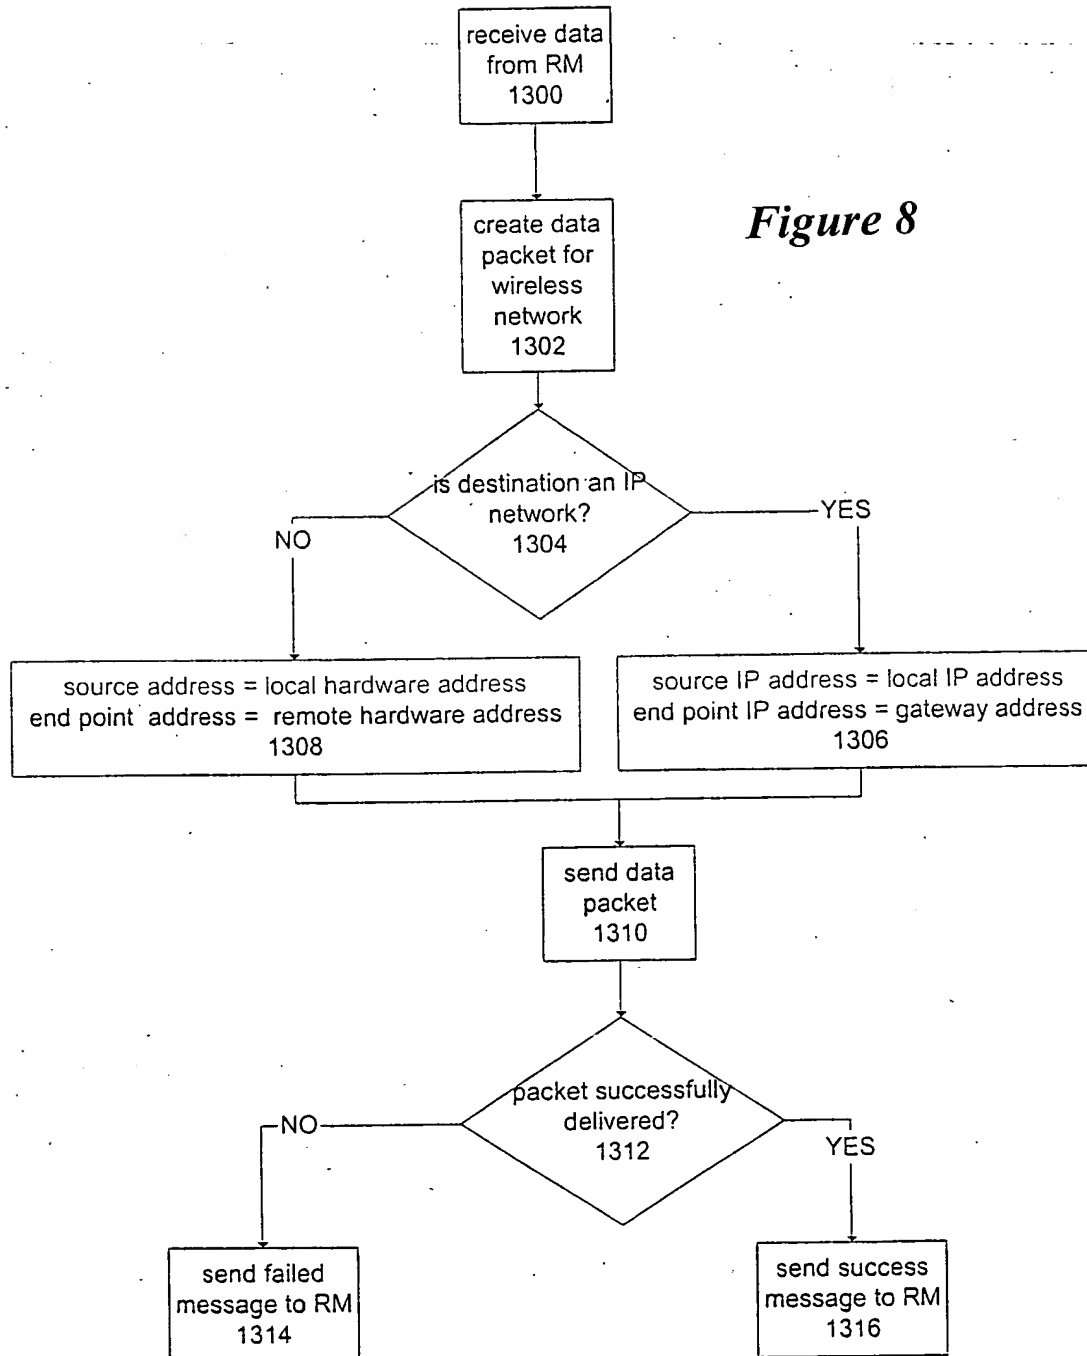 receive data
from RM
1300
Figure 8
create data
packet for
wireless
network
1302
is destination an IP
network?
1304
NO
YES
source address = local hardware address
end point address = remote hardware address
1308
source IP address = local IP address
end point IP address = gateway address
1306
send data
packet
1310
packet successfully
delivered?
1312
NO
YES
send failed
message to RM
1314
send success
message to RM
1316